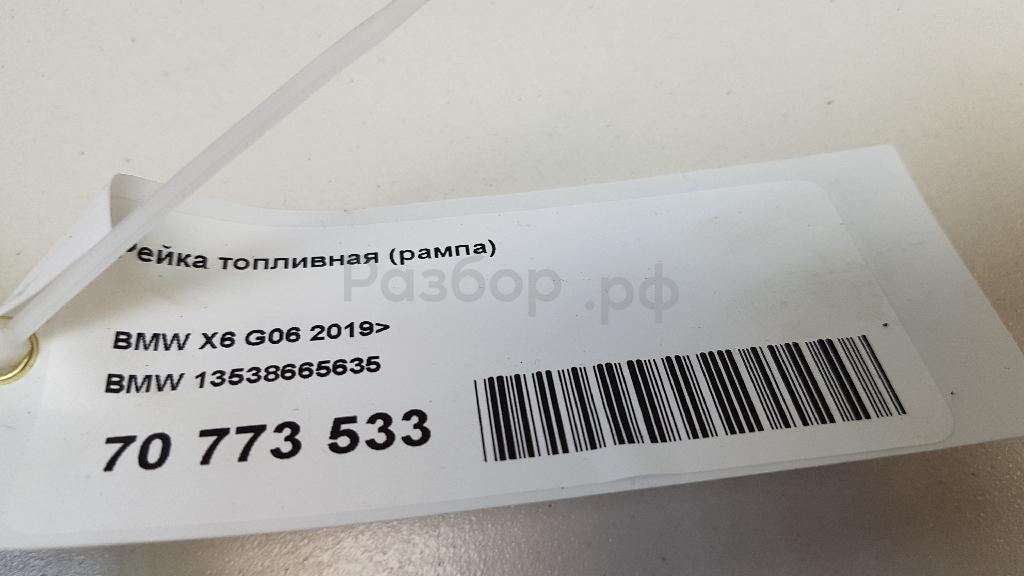 Рейка топливная (рампа)
Разбор.рф
BMW X6 G06 2019>
BMW 13538665635
70 773 533